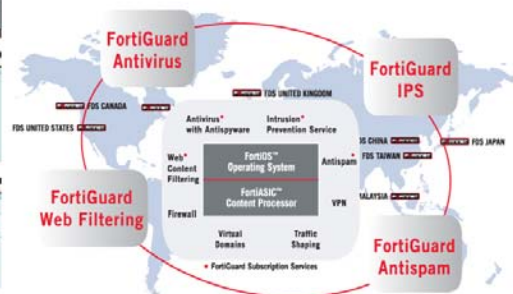 FortiGuard
Antivirus
FortiGuard
IPS
FDS CANADA
FDS UNITED KINGDOM
FDS UNITED STATES
FDS JAPAN
FDS TAIWAN
CHINA
MALAYSIA
Antivirus*
with Antispyware
Intrusion*
Prevention Service
Web*
Content
Filtering
FortiOS™
Operating System
Antispam*
FortiASIC™
Content Processor
Firewall
VPN
Virtual
Domains
Traffic
Shaping
* FortiGuard Subscription Services
FortiGuard
Web Filtering
FortiGuard
Antispam